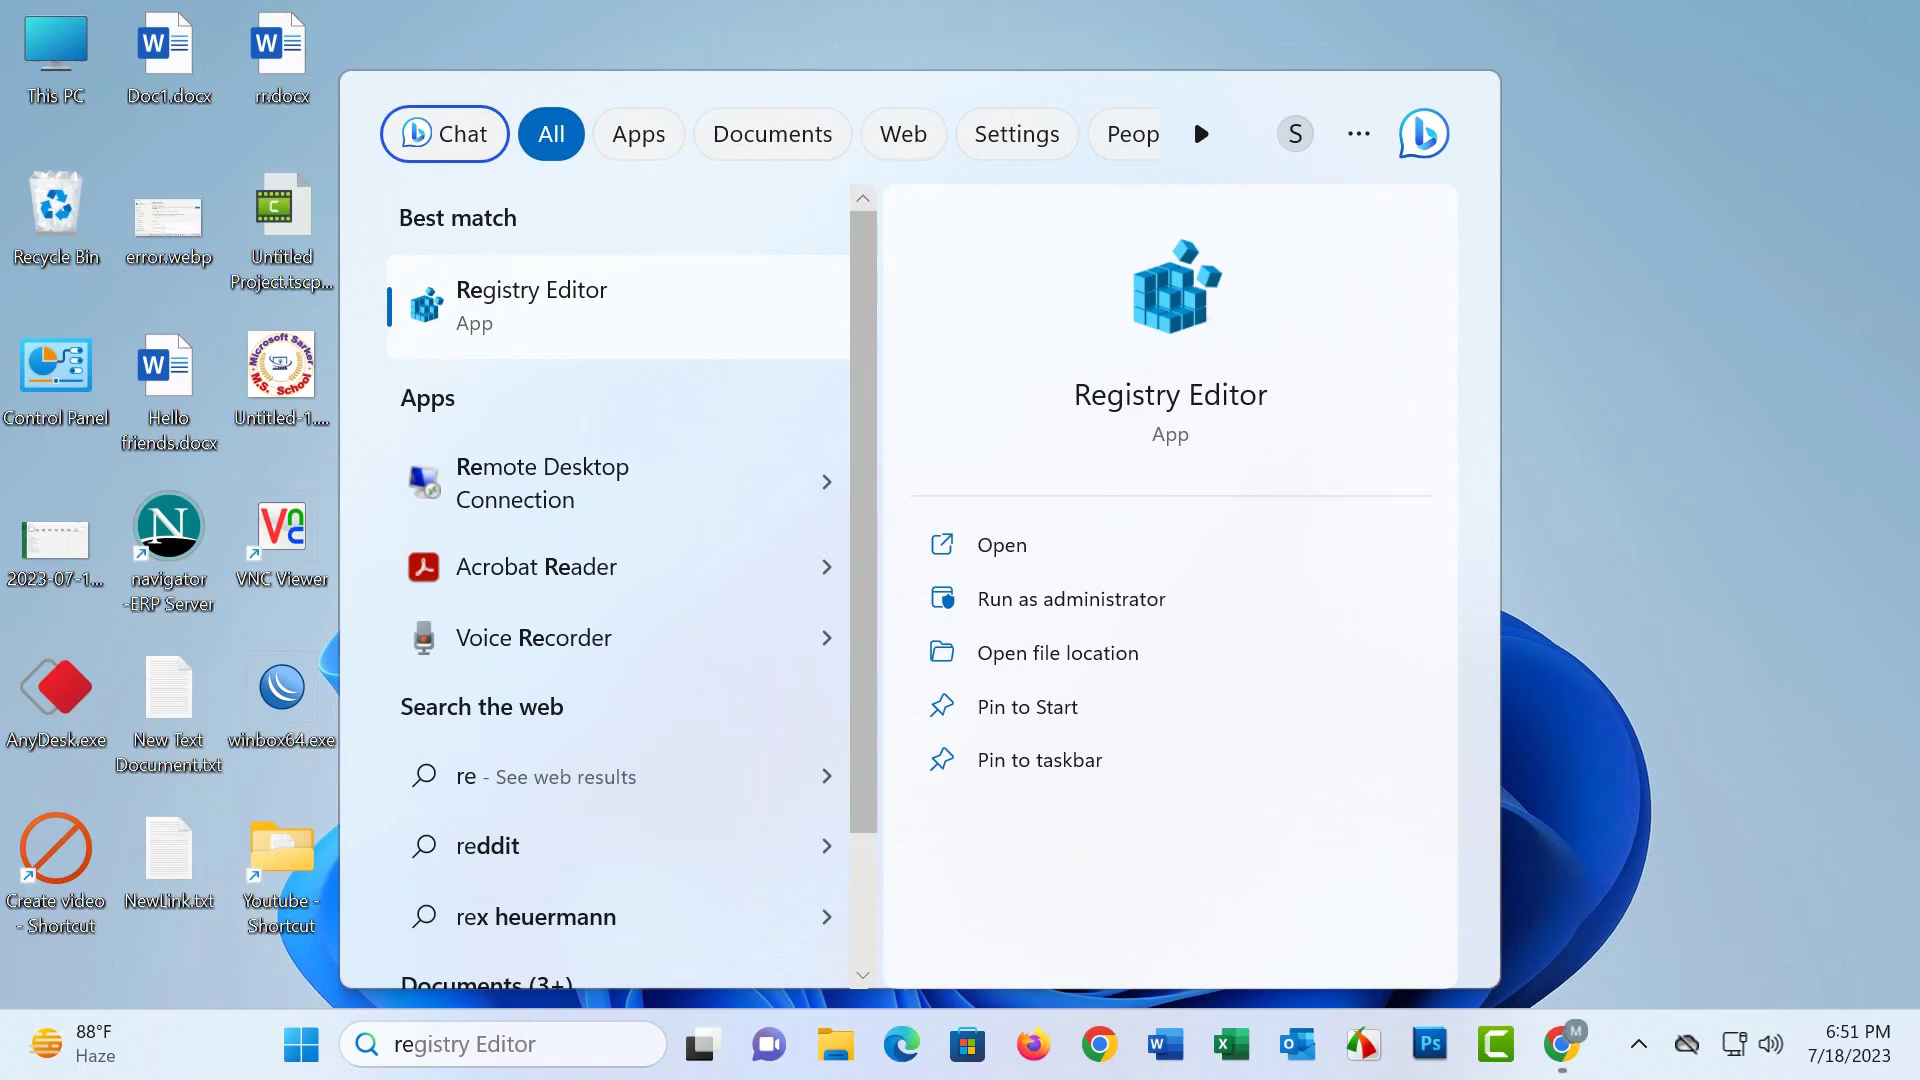 This PC
Doc1.docx
rr.docx
Recycle Bin
error.webp
Untitled
Project.tscp...
Control Panel
Hello
friends.docx
Microsoft Sarker
M.S. School
Untitled-1....
2023-07-1...
N
navigator
-ERP Server
VNC
VNC Viewer
AnyDesk.exe
New Text
Document.txt
winbox64.exe
Create video
- Shortcut
NewLink.txt
Youtube -
Shortcut
Chat
All
Apps
Documents
Web
Settings
Peop
S
Best match
Registry Editor
App
Apps
Remote Desktop
Connection
Acrobat Reader
Voice Recorder
Search the web
re - See web results
reddit
rex heuermann
Documents (3+)
Registry Editor
App
Open
Run as administrator
Open file location
Pin to Start
Pin to taskbar
88°F
Haze
registry Editor
Ps
M
6:51 PM
7/18/2023